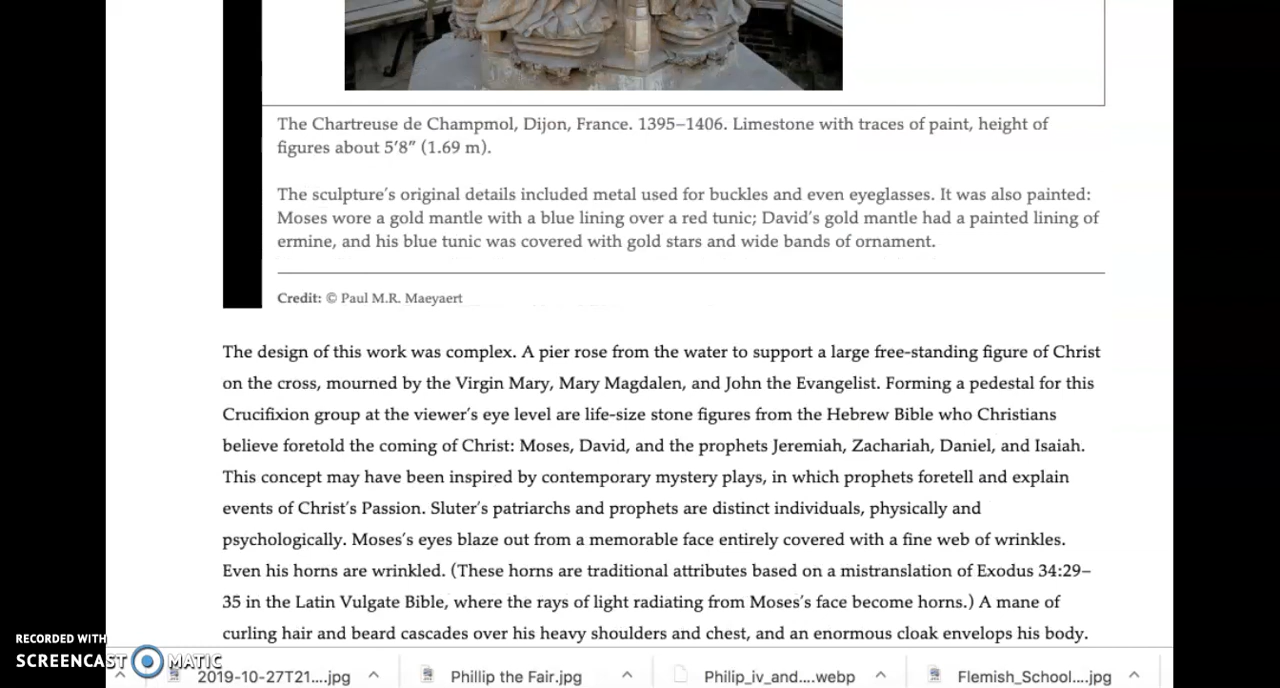 The Chartreuse de Champmol, Dijon, France. 1395–1406. Limestone with traces of paint, height of
figures about 5′8″ (1.69 m).
The sculpture's original details included metal used for buckles and even eyeglasses. It was also painted:
Moses wore a gold mantle with a blue lining over a red tunic; David's gold mantle had a painted lining of
ermine, and his blue tunic was covered with gold stars and wide bands of ornament.
Credit: © Paul M.R. Maeyaert
The design of this work was complex. A pier rose from the water to support a large free-standing figure of Christ
on the cross, mourned by the Virgin Mary, Mary Magdalen, and John the Evangelist. Forming a pedestal for this
Crucifixion group at the viewer's eye level are life-size stone figures from the Hebrew Bible who Christians
believe foretold the coming of Christ: Moses, David, and the prophets Jeremiah, Zachariah, Daniel, and Isaiah.
This concept may have been inspired by contemporary mystery plays, in which prophets foretell and explain
events of Christ's Passion. Sluter's patriarchs and prophets are distinct individuals, physically and
psychologically. Moses's eyes blaze out from a memorable face entirely covered with a fine web of wrinkles.
Even his horns are wrinkled. (These horns are traditional attributes based on a mistranslation of Exodus 34:29–
35 in the Latin Vulgate Bible, where the rays of light radiating from Moses's face become horns.) A mane of
curling hair and beard cascades over his heavy shoulders and chest, and an enormous cloak envelops his body.
RECORDED WITH
SCREENCAST MATIC
2019-10-27T21....jpg
Phillip the Fair.jpg
Philip_iv_and....webp
Flemish_School....jpg